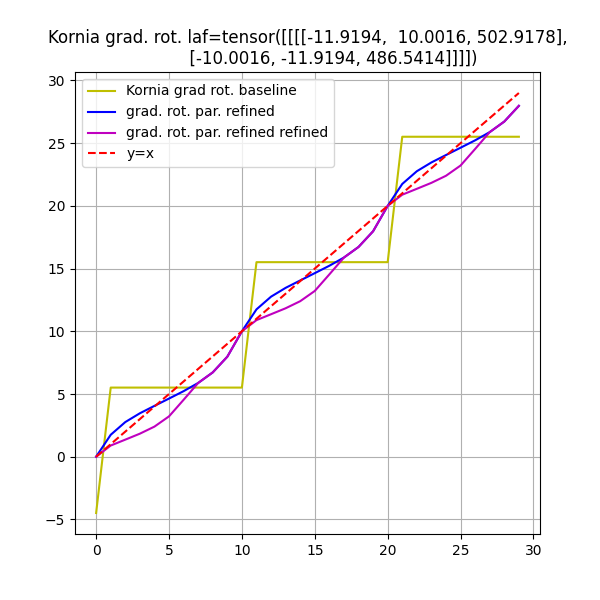 Kornia grad. rot. laf=tensor([[[[-11.9194,  10.0016, 502.9178],
[-10.0016, -11.9194, 486.5414]]]])
Kornia grad rot. baseline
grad. rot. par. refined
grad. rot. par. refined refined
y=x
30
25
20
15
10
5
0
−5
0 5 10 15 20 25 30